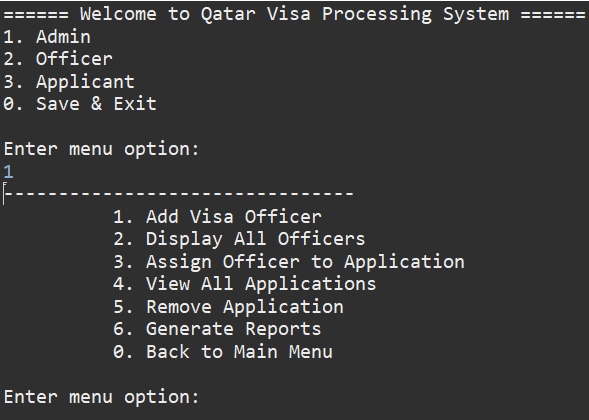 ====== Welcome to Qatar Visa Processing System ======
1. Admin
2. Officer
3. Applicant
0. Save & Exit
Enter menu option:
1
--------------------------------
1. Add Visa Officer
2. Display All Officers
3. Assign Officer to Application
4. View All Applications
5. Remove Application
6. Generate Reports
0. Back to Main Menu
Enter menu option: